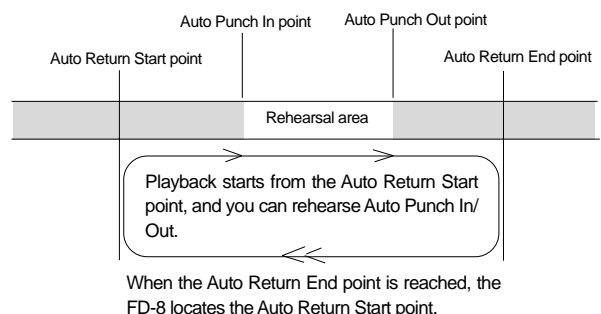 Auto Punch In point
Auto Punch Out point
Auto Return Start point
Auto Return End point
Rehearsal area
Playback starts from the Auto Return Start
point, and you can rehearse Auto Punch In/
Out.
When the Auto Return End point is reached, the
FD-8 locates the Auto Return Start point.